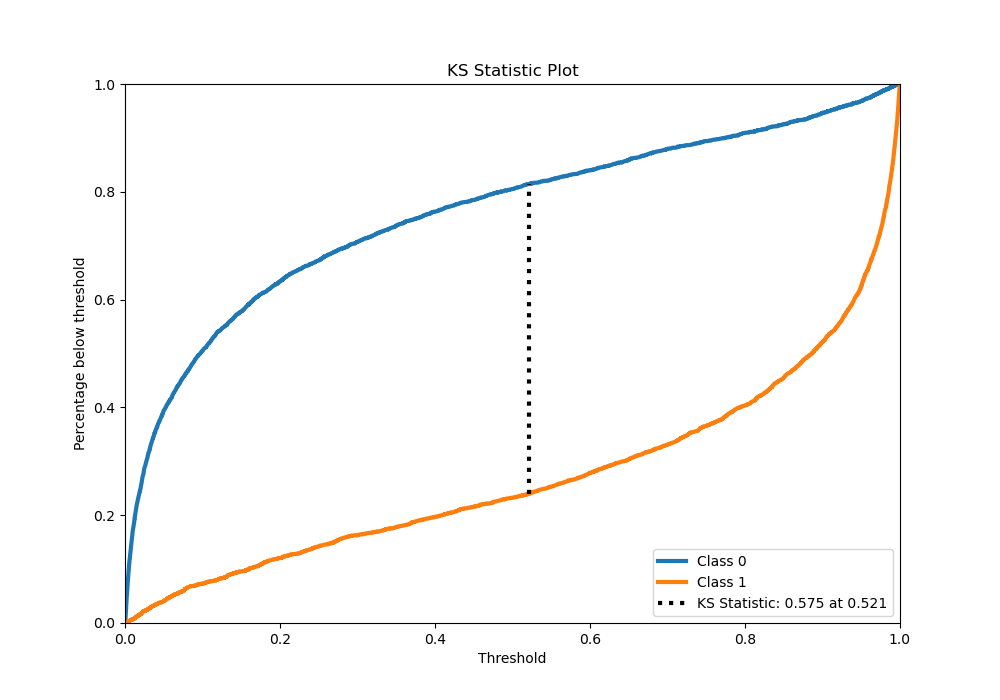 KS Statistic Plot
Percentage below threshold
1.0
0.8
0.6
0.4
0.2
0.0
0.0 0.2 0.4 0.6 0.8 1.0
Threshold
Class 0
Class 1
KS Statistic: 0.575 at 0.521